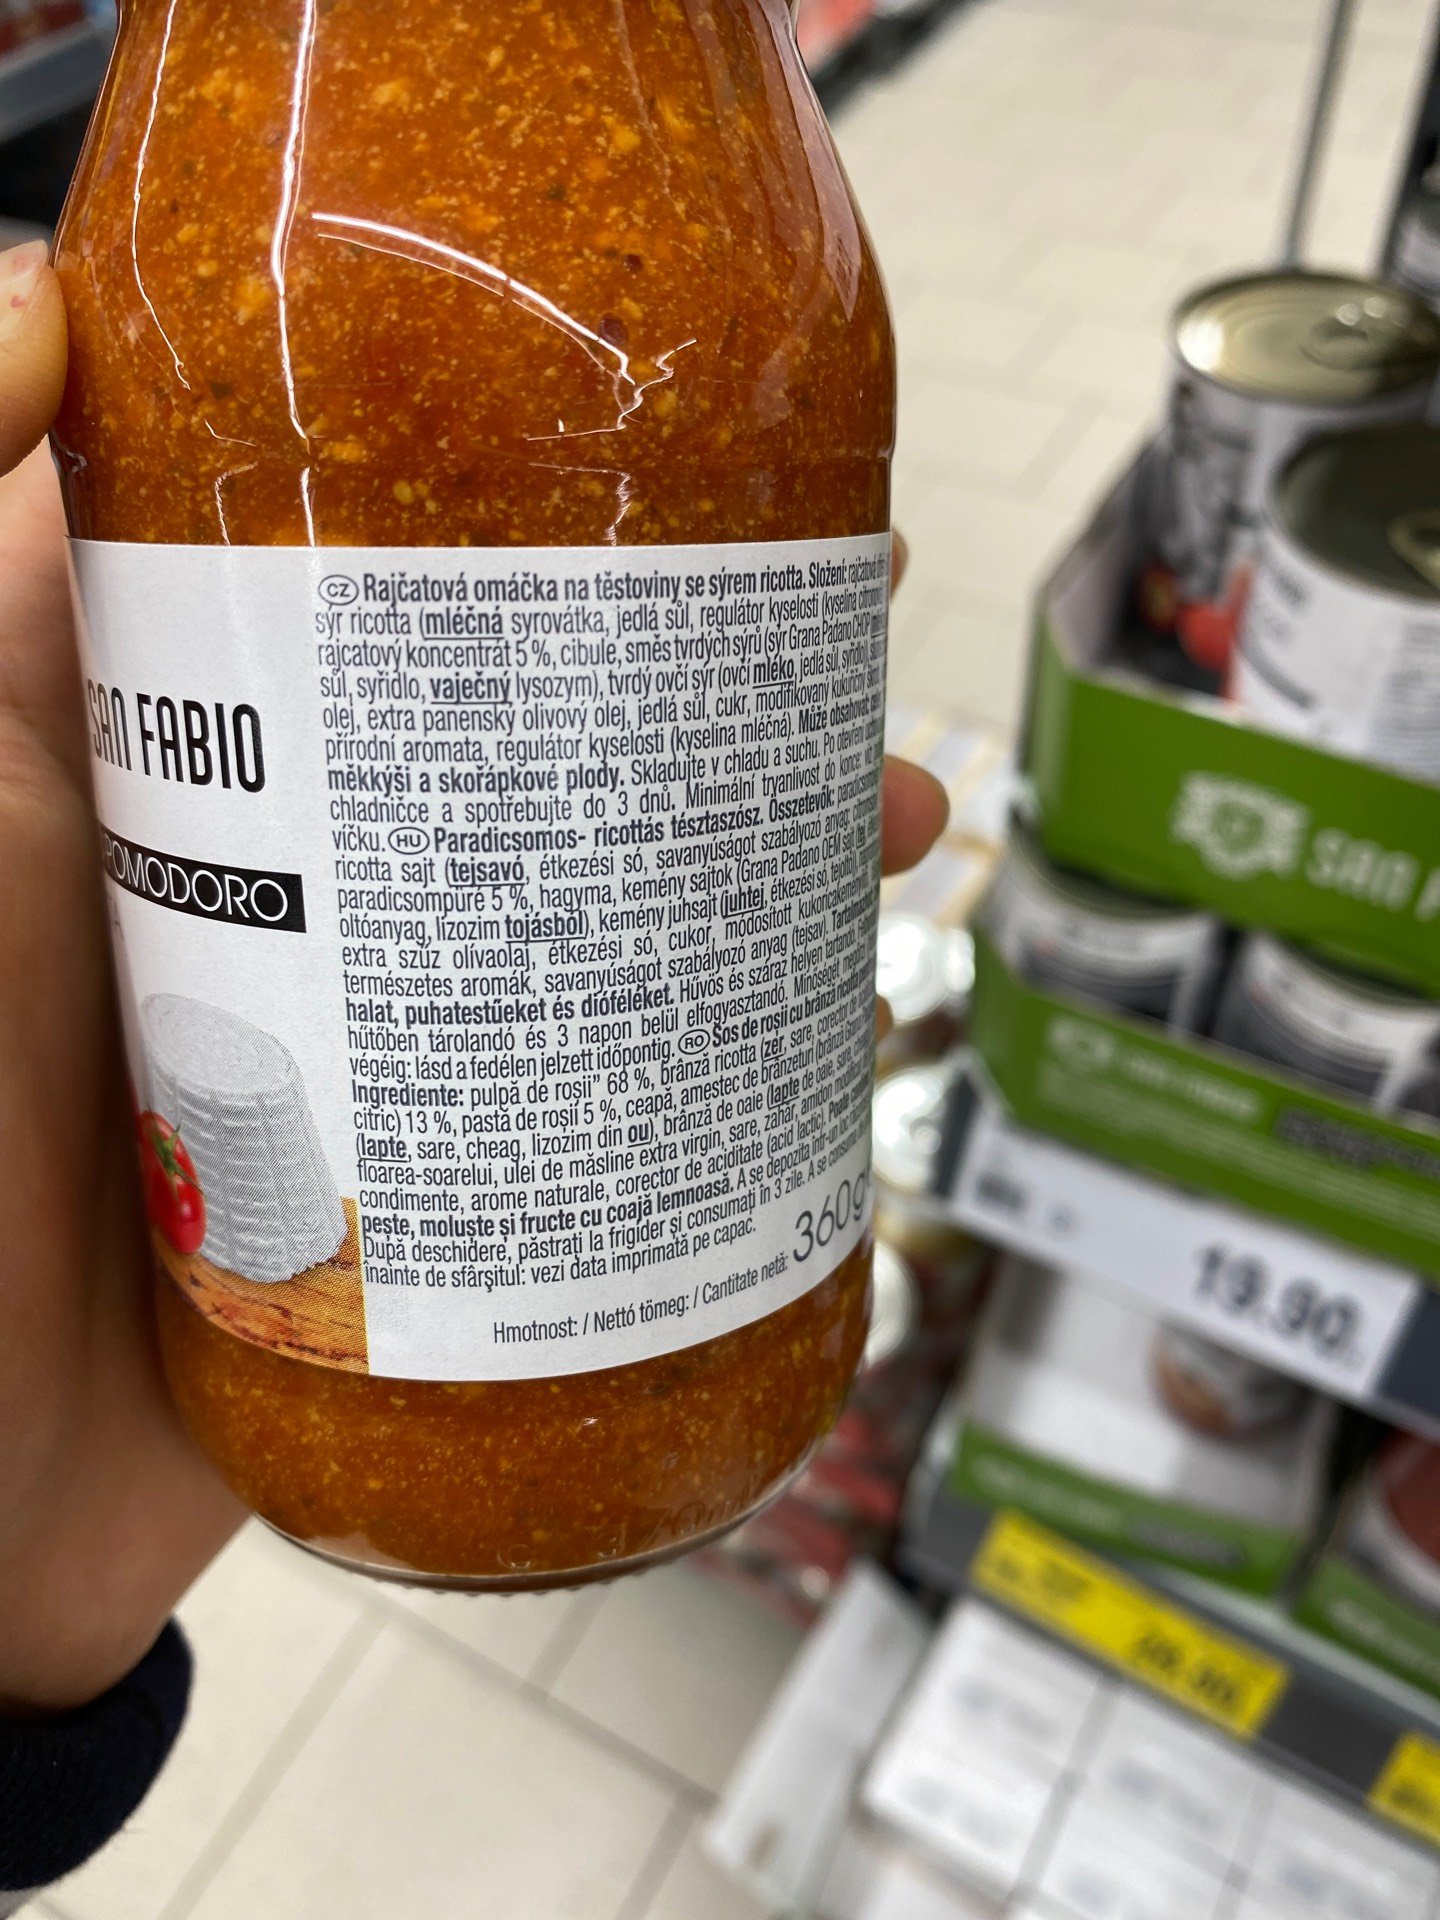 SAN FABIO
POMODORO
CZ Rajčatová omáčka na těstoviny se sýrem ricotta. Složení: rajčatová
sýr ricotta (mléčná syrovátka, jedlá sůl, regulátor kyselosti (kyselina citronová)
rajčatový koncentrát 5 %, cibule, směs tvrdých sýrů (sýr Grana Padano CHOP
sůl, syřidlo, vaječný lysozym), tvrdý ovčí sýr (ovčí mléko, jedlá sůl, syřidlo),
olej, extra panenský olivový olej, jedlá sůl, cukr, modifikovaný kukuřičný škrob,
přírodní aromata, regulátor kyselosti (kyselina mléčná). Může obsahovat
měkkýši a skořápkové plody. Skladujte v chladu a suchu. Po otevření
chladničce a spotřebujte do 3 dnů. Minimální trvanlivost do konce: viz
víčku. HU Paradicsomos- ricottás tésztaszósz. Összetevők:
ricotta sajt (tejsavó, étkezési só, savanyúságot szabályozó anyag:
paradicsompüré 5 %, hagyma, kemény sajtok (Grana Padano OEM sajt
oltóanyag, lizozim tojásból), kemény juhsajt (juhtej, étkezési só,
extra szűz olívaolaj, étkezési só, cukor, módosított kukoricakeményítő,
természetes aromák, savanyúságot szabályozó anyag (tejsav).
halat, puhatestűeket és dióféléket. Hűvös és száraz helyen tartandó.
hűtőben tárolandó és 3 napon belül elfogyasztandó. Minőségét megőrzi
végéig: lásd a fedélen jelzett időpontig. RO Sos de roșii cu brânză ricotta
Ingrediente: pulpă de roșii" 68 %, brânză ricotta (zer, sare, corector de
citric) 13 %, pastă de roșii 5 %, ceapă, amestec de brânzeturi (brânză Grana
(lapte, sare, cheag, lizozim din ou), brânză de oaie (lapte de oaie, sare,
floarea-soarelui, ulei de măsline extra virgin, sare, zahăr, amidon
condimente, arome naturale, corector de aciditate (acid lactic). Poate
pește, moluște și fructe cu coajă lemnoasă. A se depozita într-un loc
După deschidere, păstrați la frigider și consumați în 3 zile. A se consuma
înainte de sfârșitul: vezi data imprimată pe capac.
Hmotnost: / Nettó tömeg: / Cantitate netă: 360g
SAN
19.90